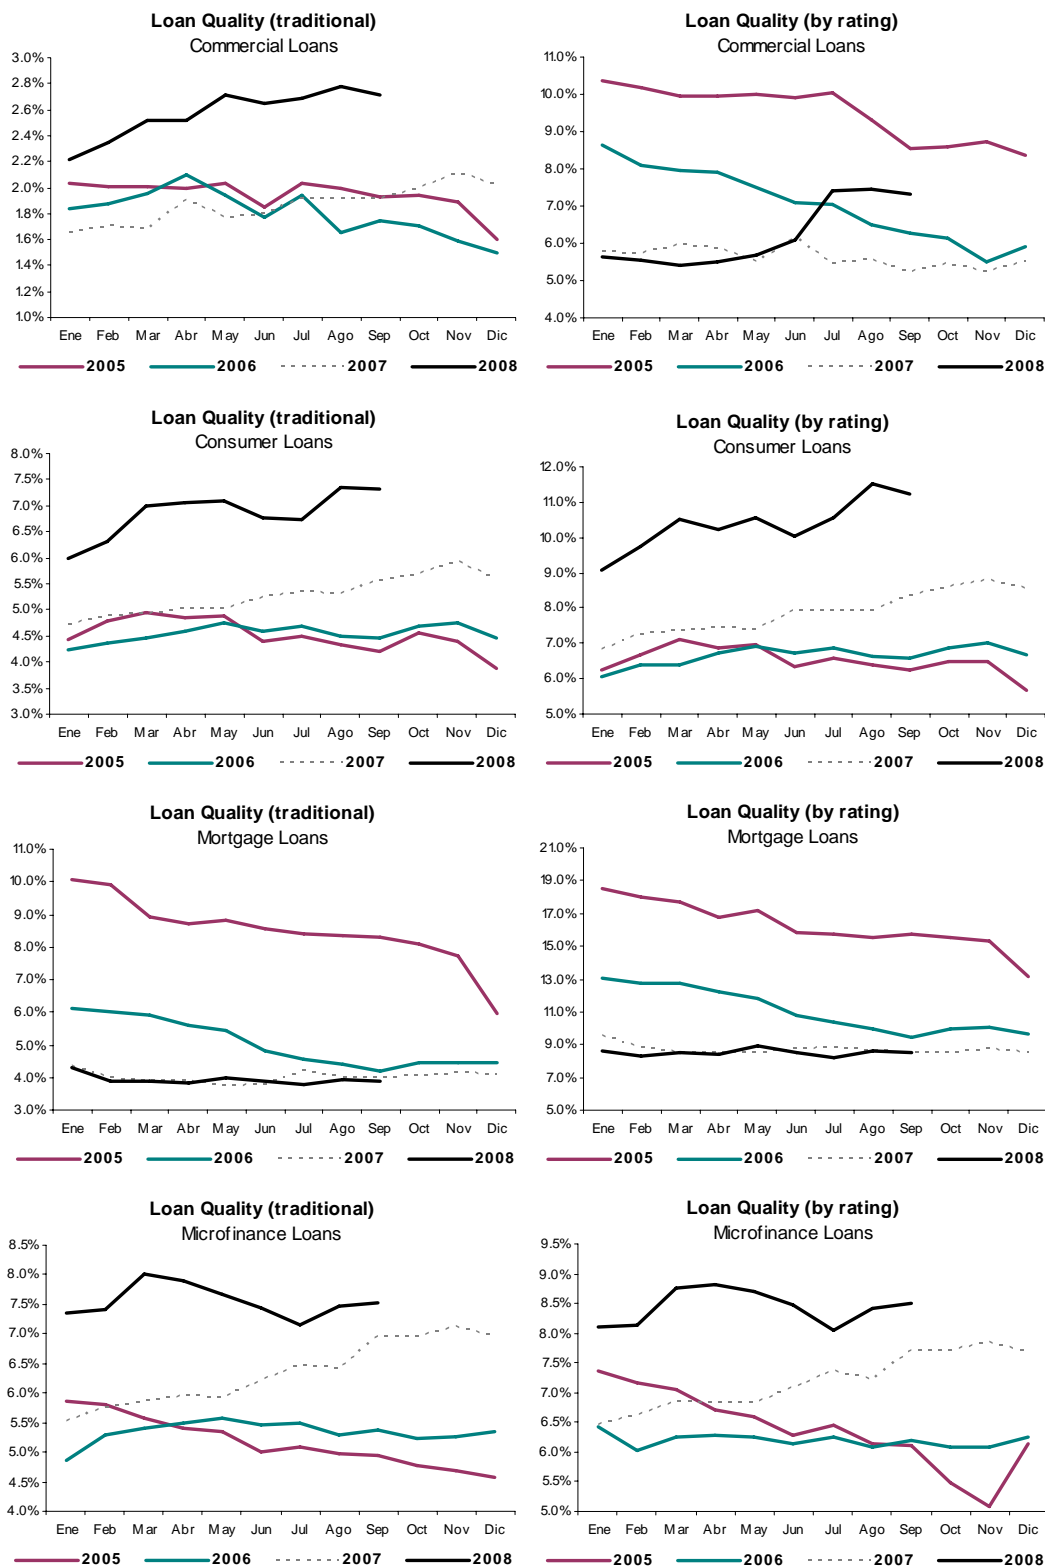 Loan Quality (traditional)
Commercial Loans
3.0%
2.8%
2.6%
2.4%
2.2%
2.0%
1.8%
1.6%
1.4%
1.2%
1.0%
Ene Feb Mar Abr May Jun Jul Ago Sep Oct Nov Dic
2005 2006 2007 2008
Loan Quality (by rating)
Commercial Loans
11.0%
10.0%
9.0%
8.0%
7.0%
6.0%
5.0%
4.0%
Ene Feb Mar Abr May Jun Jul Ago Sep Oct Nov Dic
2005 2006 2007 2008
Loan Quality (traditional)
Consumer Loans
8.0%
7.5%
7.0%
6.5%
6.0%
5.5%
5.0%
4.5%
4.0%
3.5%
3.0%
Ene Feb Mar Abr May Jun Jul Ago Sep Oct Nov Dic
2005 2006 2007 2008
Loan Quality (by rating)
Consumer Loans
12.0%
11.0%
10.0%
9.0%
8.0%
7.0%
6.0%
5.0%
Ene Feb Mar Abr May Jun Jul Ago Sep Oct Nov Dic
2005 2006 2007 2008
Loan Quality (traditional)
Mortgage Loans
11.0%
10.0%
9.0%
8.0%
7.0%
6.0%
5.0%
4.0%
3.0%
Ene Feb Mar Abr May Jun Jul Ago Sep Oct Nov Dic
2005 2006 2007 2008
Loan Quality (by rating)
Mortgage Loans
21.0%
19.0%
17.0%
15.0%
13.0%
11.0%
9.0%
7.0%
5.0%
Ene Feb Mar Abr May Jun Jul Ago Sep Oct Nov Dic
2005 2006 2007 2008
Loan Quality (traditional)
Microfinance Loans
8.5%
8.0%
7.5%
7.0%
6.5%
6.0%
5.5%
5.0%
4.5%
4.0%
Ene Feb Mar Abr May Jun Jul Ago Sep Oct Nov Dic
2005 2006 2007 2008
Loan Quality (by rating)
Microfinance Loans
9.5%
9.0%
8.5%
8.0%
7.5%
7.0%
6.5%
6.0%
5.5%
5.0%
Ene Feb Mar Abr May Jun Jul Ago Sep Oct Nov Dic
2005 2006 2007 2008